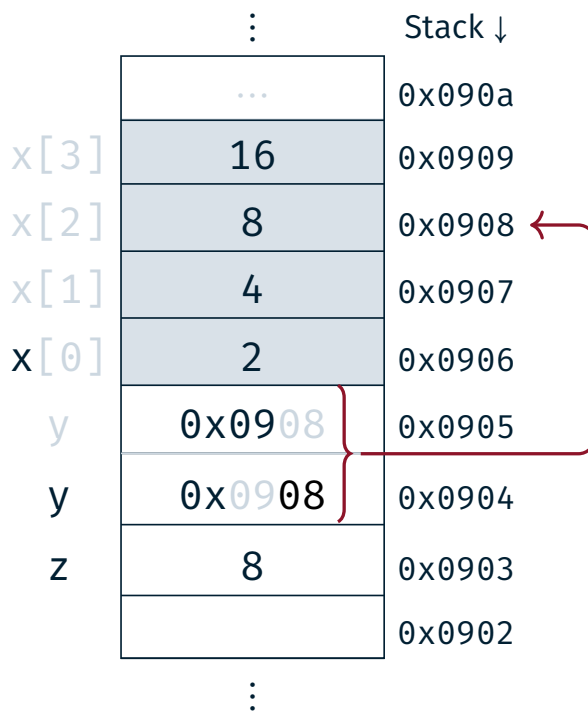 ⋮ Stack ↓
... 0x090a
x[3] 16 0x0909
x[2] 8 0x0908
x[1] 4 0x0907
x[0] 2 0x0906
y 0x0908 0x0905
y 0x0908 0x0904
z 8 0x0903
0x0902
⋮